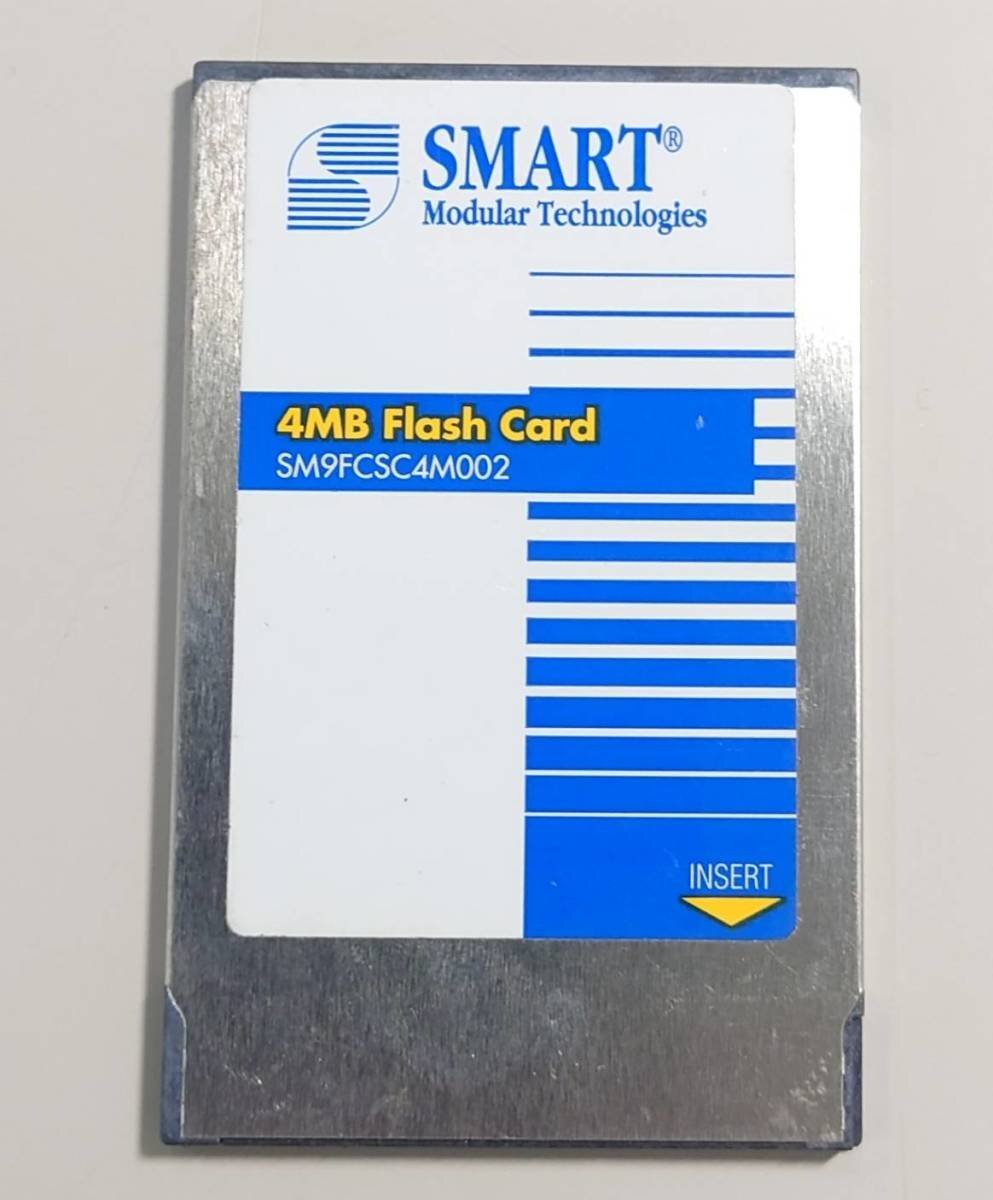 SMART®
Modular Technologies
4MB Flash Card
SM9FCSC4M002
INSERT